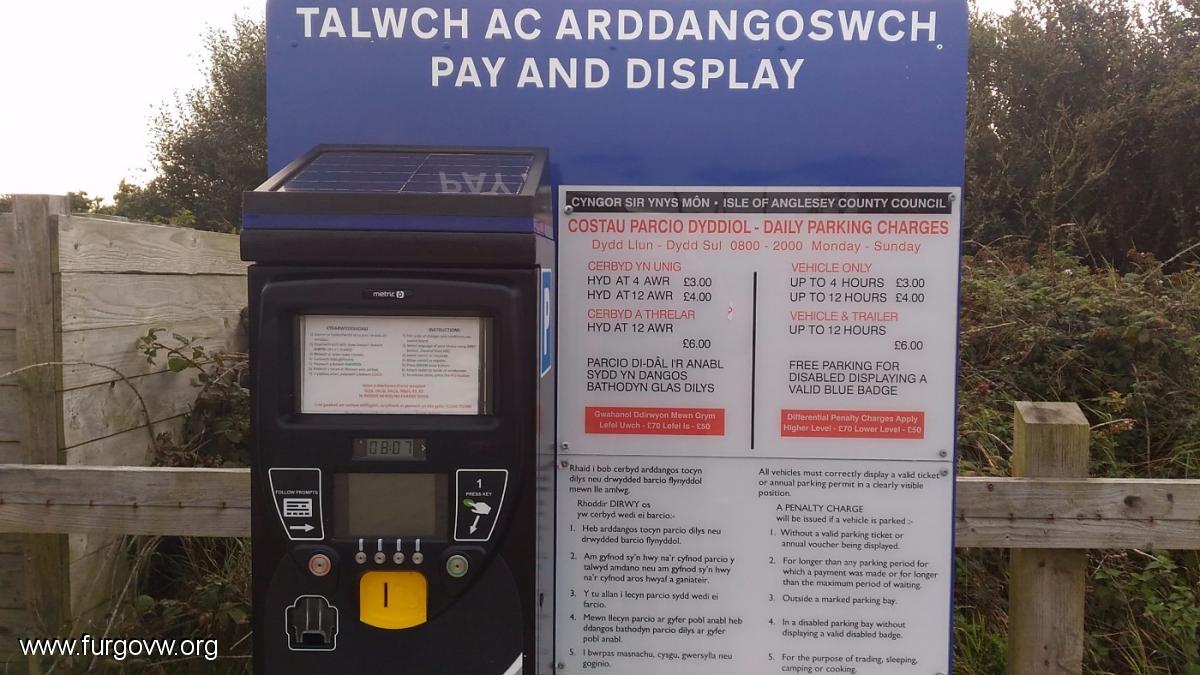 TALWCH AC ARDDANGOSWCH
PAY AND DISPLAY
PAY
CYNGOR SIR YNYS MÔN • ISLE OF ANGLESEY COUNTY COUNCIL
COSTAU PARCIO DYDDIOL - DAILY PARKING CHARGES
Dydd Llun - Dydd Sul 0800 - 2000 Monday - Sunday
CERBYD YN UNIG
HYD AT 4 AWR £3.00
HYD AT 12 AWR £4.00
CERBYD A THRELAR
HYD AT 12 AWR
£6.00
PARCIO DI-DÂL I'R ANABL
SYDD YN DANGOS
BATHODYN GLAS DILYS
Gwahanol Ddirwyon Mewn Grym
Lefel Uwch - £70 Lefel Is - £50
VEHICLE ONLY
UP TO 4 HOURS £3.00
UP TO 12 HOURS £4.00
VEHICLE & TRAILER
UP TO 12 HOURS
£6.00
FREE PARKING FOR
DISABLED DISPLAYING A
VALID BLUE BADGE
Differential Penalty Charges Apply
Higher Level - £70 Lower Level - £50
Rhaid i bob cerbyd arddangos tocyn
dilys neu drwydded barcio flynyddol
mewn lle amlwg.
Rhoddir DIRWY os
yw cerbyd wedi ei barcio:-
1. Heb arddangos tocyn parcio dilys neu
drwydded barcio flynyddol.
2. Am gyfnod sy'n hwy na'r cyfnod parcio y
talwyd amdano neu am gyfnod sy'n hwy
na'r cyfnod aros hwyaf a ganiateir.
3. Y tu allan i lecyn parcio sydd wedi ei
farcio.
4. Mewn llecyn parcio ar gyfer pobl anabl heb
ddangos bathodyn parcio dilys ar gyfer
pobl anabl.
5. I bwrpas masnachu, cysgu, gwersylla neu
goginio.
All vehicles must correctly display a valid ticket
or annual parking permit in a clearly visible
position.
A PENALTY CHARGE
will be issued if a vehicle is parked :-
1. Without a valid parking ticket or
annual voucher being displayed.
2. For longer than any parking period for
which a payment was made or for longer
than the maximum period of waiting.
3. Outside a marked parking bay.
4. In a disabled parking bay without
displaying a valid disabled badge.
5. For the purpose of trading, sleeping,
camping or cooking.
metric
INSTRUCTIONS
08:07
FOLLOW PROMPTS
1
PRESS KEY
P
www.furgovw.org